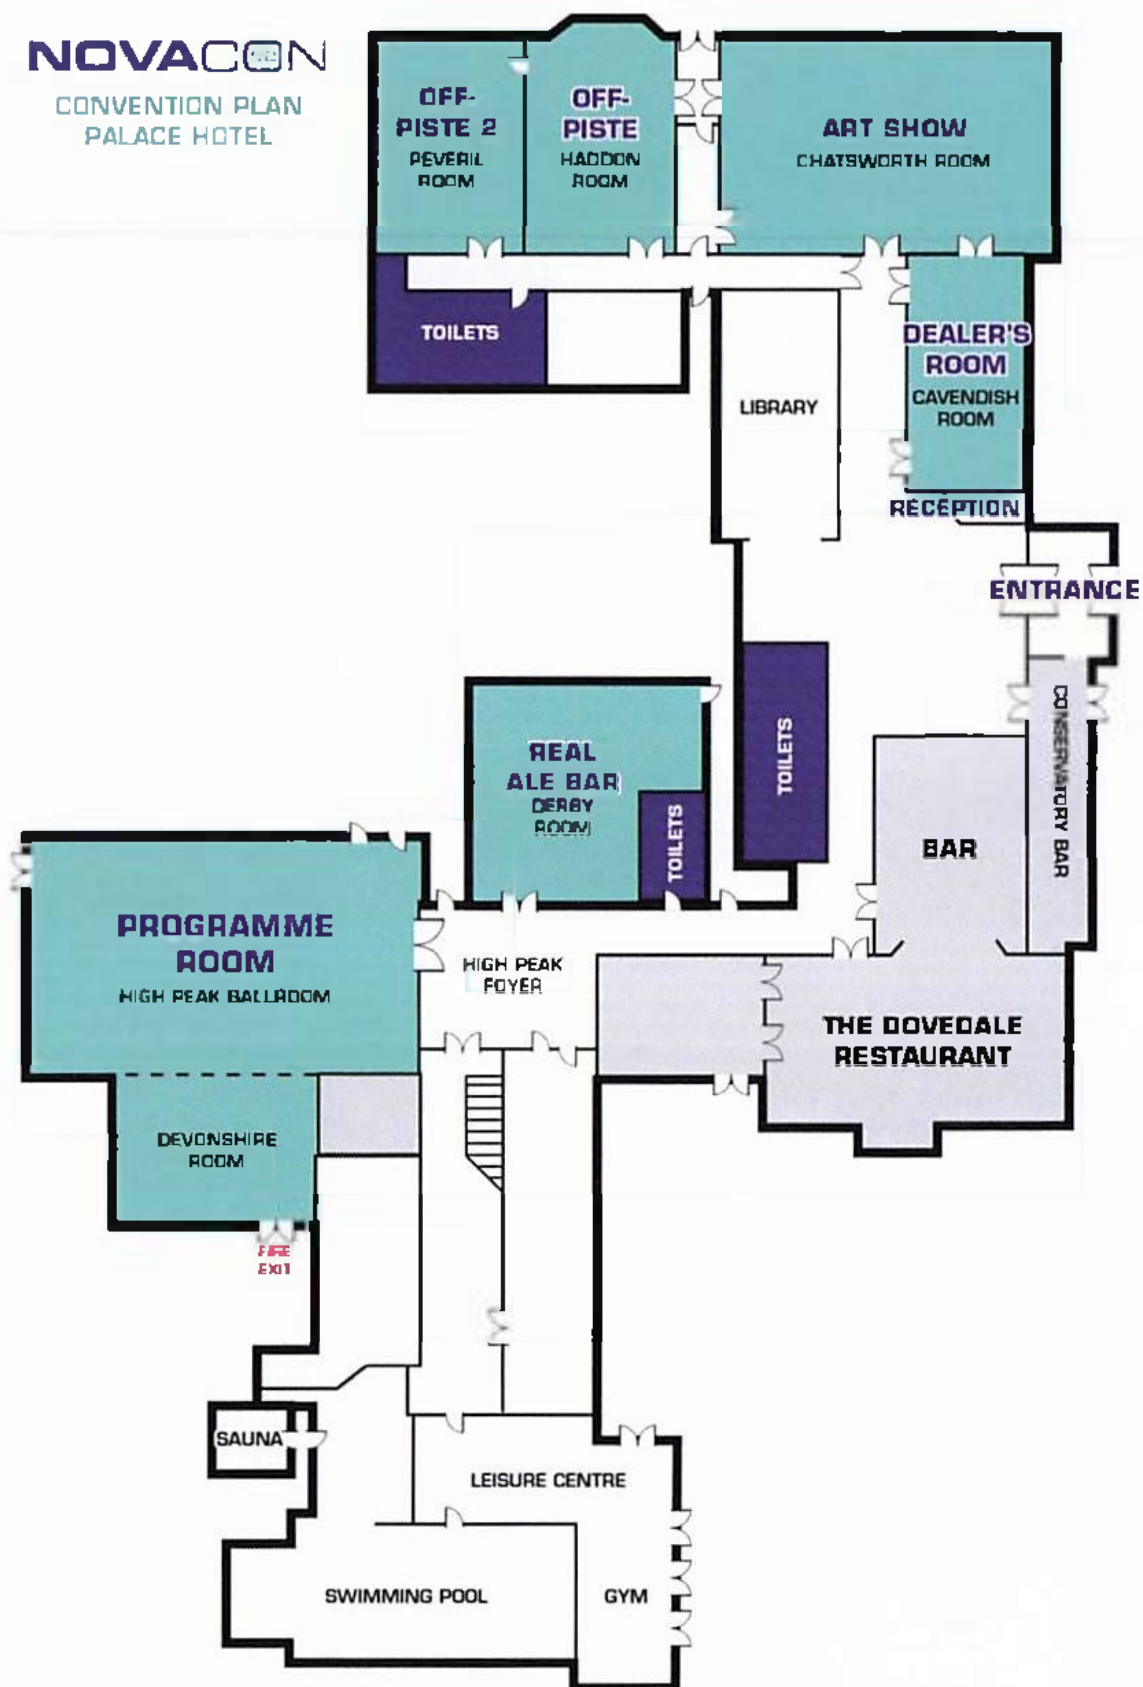 NOVACON
CONVENTION PLAN
PALACE HOTEL
OFF-
PISTE 2
PEVERIL
ROOM
OFF-
PISTE
HADDON
ROOM
ART SHOW
CHATSWORTH ROOM
TOILETS
LIBRARY
DEALER'S
ROOM
CAVENDISH
ROOM
RECEPTION
ENTRANCE
CONSERVATORY BAR
REAL
ALE BAR
DERBY
ROOM
TOILETS
TOILETS
BAR
PROGRAMME
ROOM
HIGH PEAK BALLROOM
HIGH PEAK
FOYER
THE DOVEDALE
RESTAURANT
DEVONSHIRE
ROOM
FIRE
EXIT
SAUNA
LEISURE CENTRE
SWIMMING POOL
GYM